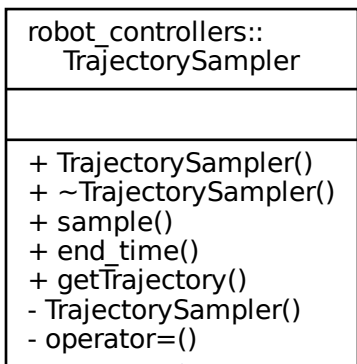 robot_controllers::
TrajectorySampler
+ TrajectorySampler()
+ ~TrajectorySampler()
+ sample()
+ end_time()
+ getTrajectory()
- TrajectorySampler()
- operator=()